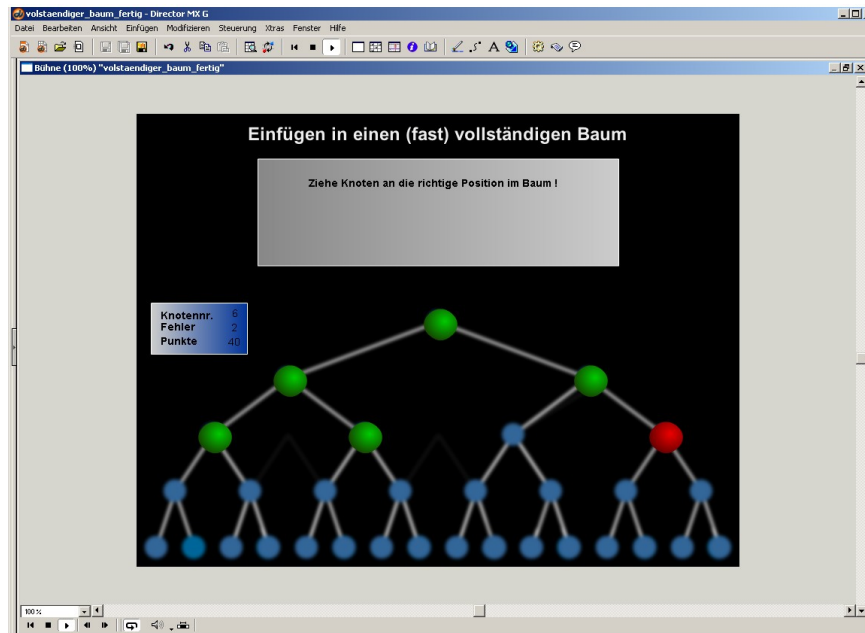 volstaendiger_baum_fertig - Director MX G
Datei Bearbeiten Ansicht Einfügen Modifizieren Steuerung Xtras Fenster Hilfe
Bühne (100%) "volstaendiger_baum_fertig"
Einfügen in einen (fast) vollständigen Baum
Ziehe Knoten an die richtige Position im Baum !
Knotennr. 6
Fehler 2
Punkte 40
100 %